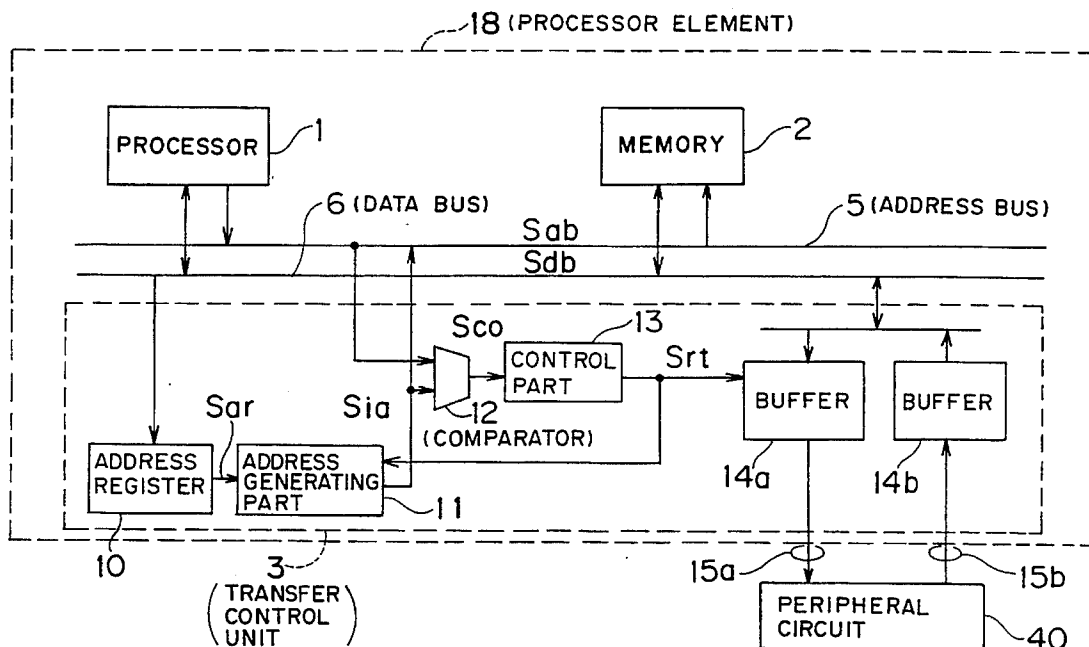 18 (PROCESSOR ELEMENT)
PROCESSOR
1
MEMORY
2
6 (DATA BUS)
5 (ADDRESS BUS)
Sab
Sdb
Sco
13
CONTROL
PART
Srt
BUFFER
BUFFER
Sia
12
(COMPARATOR)
Sar
ADDRESS
REGISTER
ADDRESS
GENERATING
PART
11
14a
14b
10
3
(TRANSFER
CONTROL
UNIT)
15a
15b
PERIPHERAL
CIRCUIT
40